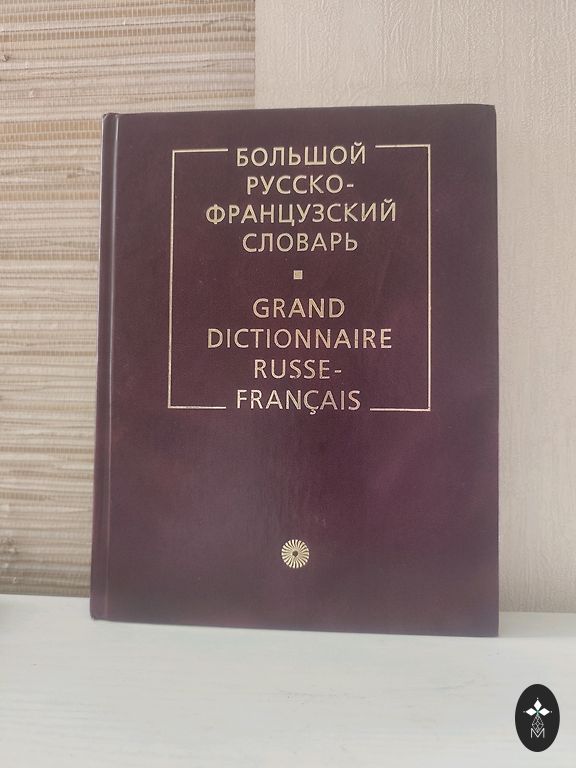 БОЛЬШОЙ
РУССКО-
ФРАНЦУЗСКИЙ
СЛОВАРЬ
GRAND
DICTIONNAIRE
RUSSE-
FRANÇAIS